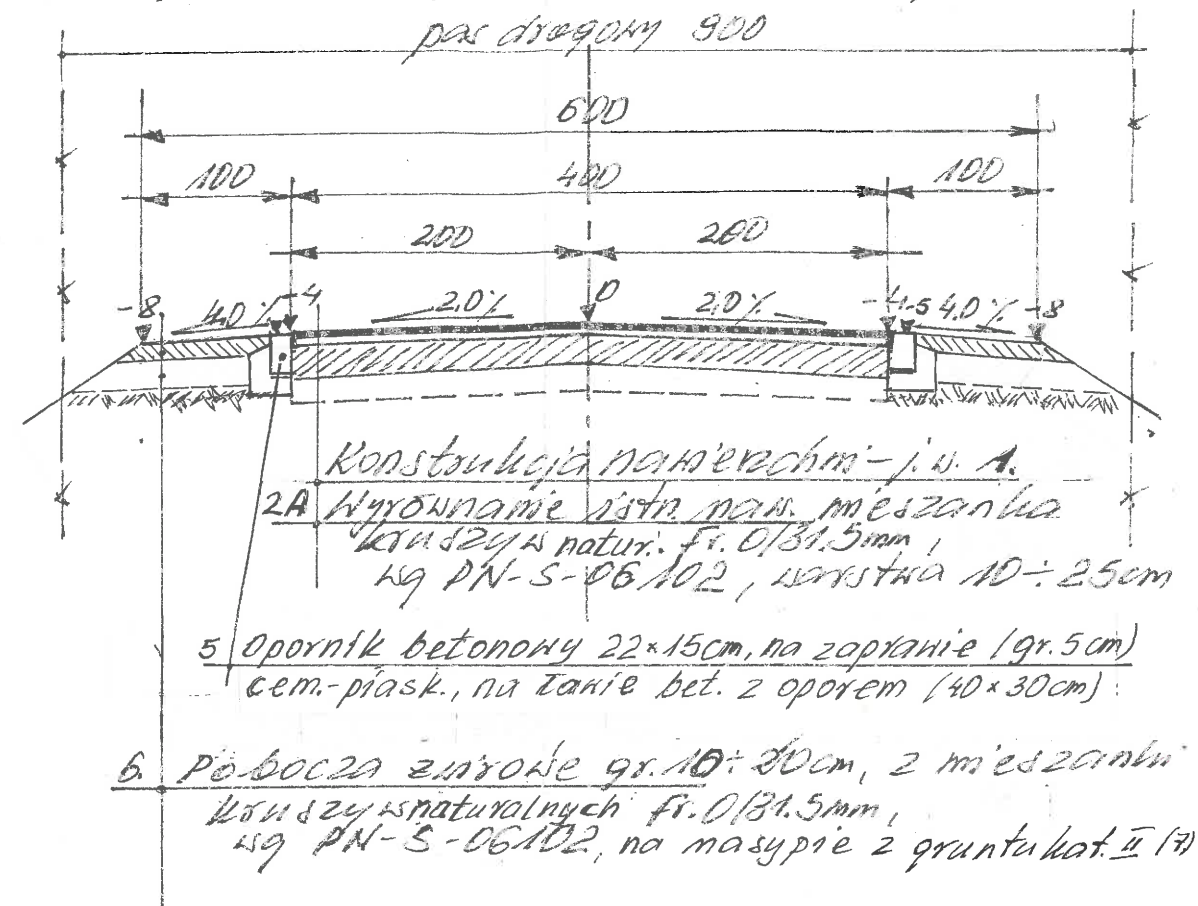 pas drogowy 900
600
100 400 100
200 200
-8 4.0% -4 2.0% 0 2.0% -4 -5 4.0% -8
Konstrukcja nawierzchni - j.w. 1.
2A Wyrównanie istn. naw. mieszanka
kruszyw natur. fr. 0/31.5mm,
wg PN-S-06102, warstwa 10÷25cm
5 Opornik betonowy 22×15cm, na zaprawie (gr. 5cm)
cem.-piask., na ławie bet. z oporem (40×30cm)
6. Pobocza żwirowe gr. 10÷20cm, z mieszanki
kruszyw naturalnych fr. 0/31.5mm,
wg PN-S-06102, na nasypie z gruntu kat. II (7)